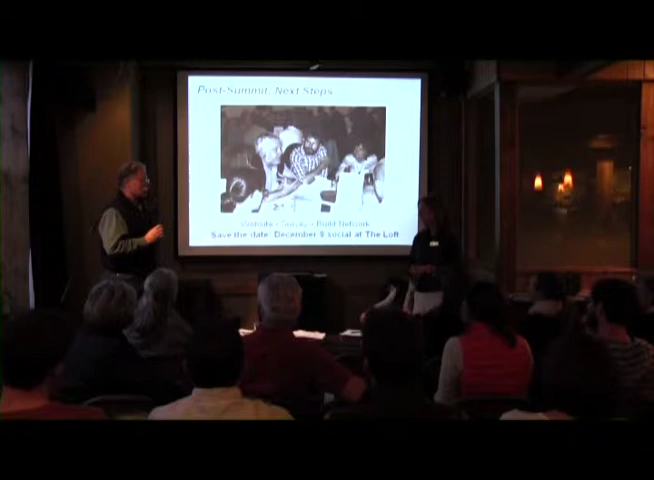 Post-Summit: Next Steps
Website - Survey - Build Network
Save the date: December 9 social at The Loft